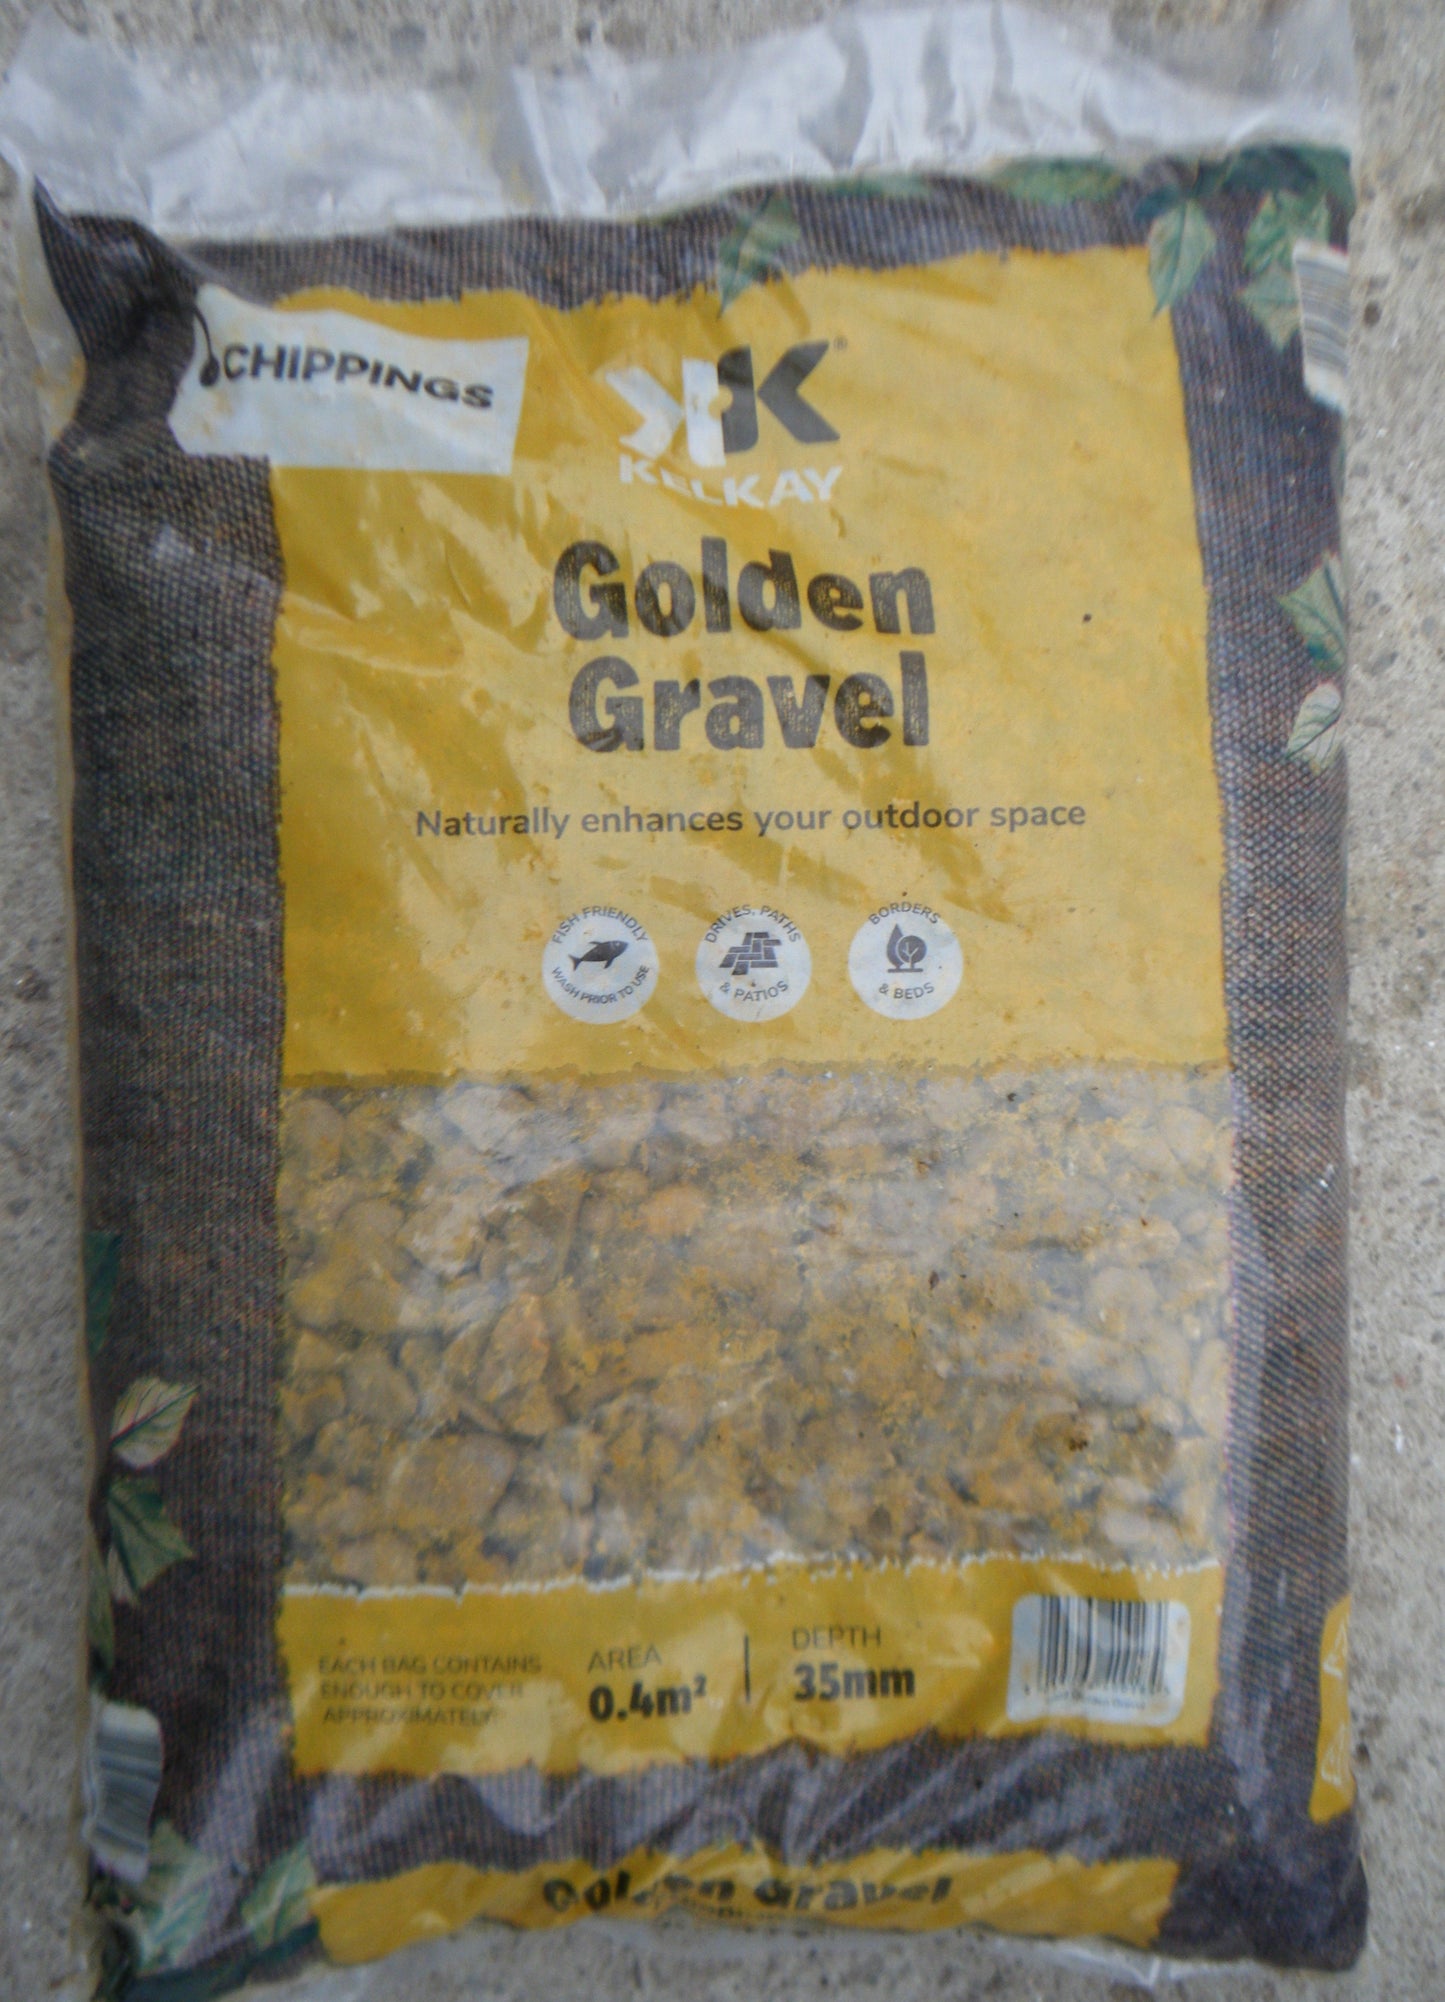 CHIPPINGS
KK®
KELKAY
Golden
Gravel
Naturally enhances your outdoor space
FISH FRIENDLY
WASH PRIOR TO USE
DRIVES, PATHS
& PATIOS
BORDERS
& BEDS
EACH BAG CONTAINS
ENOUGH TO COVER
APPROXIMATELY
AREA
0.4m²
DEPTH
35mm
Golden Gravel